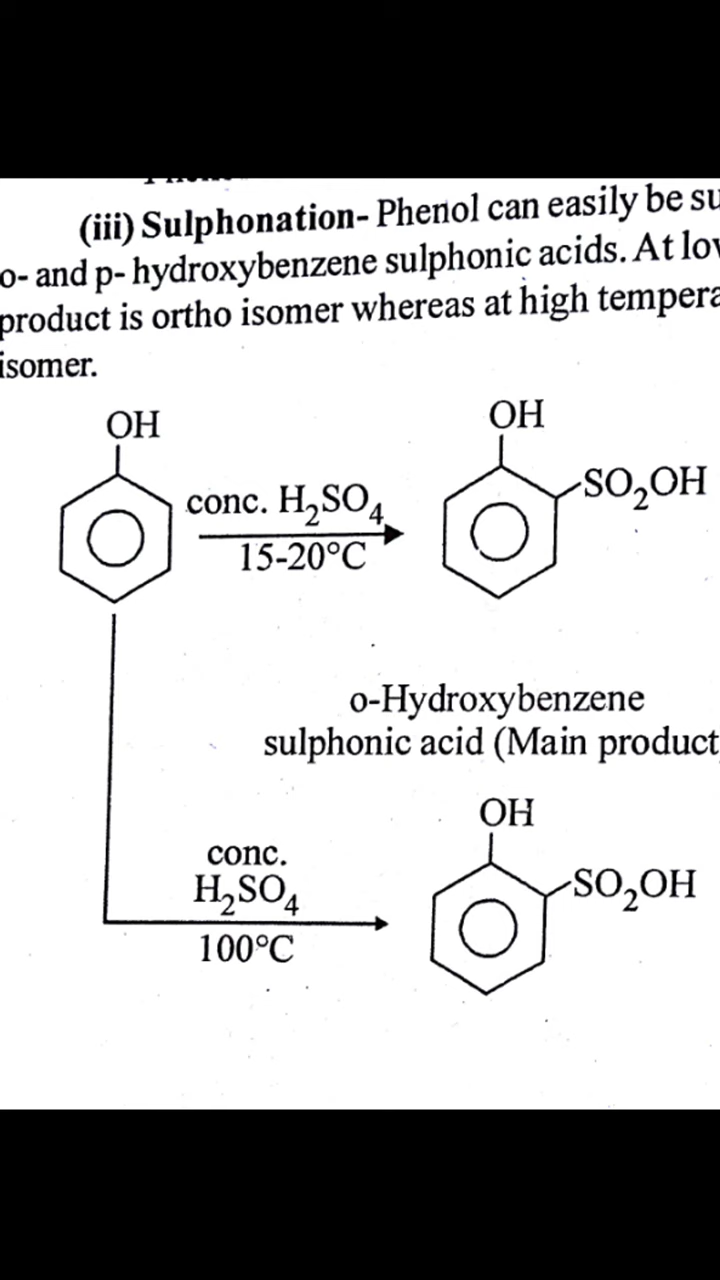 (iii) Sulphonation- Phenol can easily be su
o- and p- hydroxybenzene sulphonic acids. At lo
product is ortho isomer whereas at high tempera
isomer.
OH
OH
conc. H₂SO₄
SO₂OH
15-20°C
o-Hydroxybenzene
sulphonic acid (Main product
OH
conc.
H₂SO₄
SO₂OH
100°C